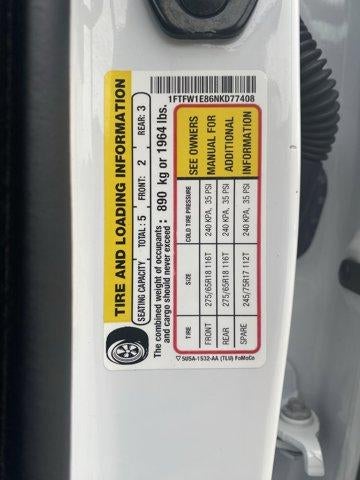 1FTFW1E86NKD77408
TIRE AND LOADING INFORMATION
SEATING CAPACITY TOTAL: 5 FRONT: 2 REAR: 3
The combined weight of occupants and cargo should never exceed: 890 kg or 1964 lbs.
TIRE SIZE COLD TIRE PRESSURE SEE OWNERS
FRONT 275/65R18 116T 240 KPA, 35 PSI MANUAL FOR
REAR 275/65R18 116T 240 KPA, 35 PSI ADDITIONAL
SPARE 245/75R17 112T 240 KPA, 35 PSI INFORMATION
5USA-1532-AA (TLU) FoMoCo